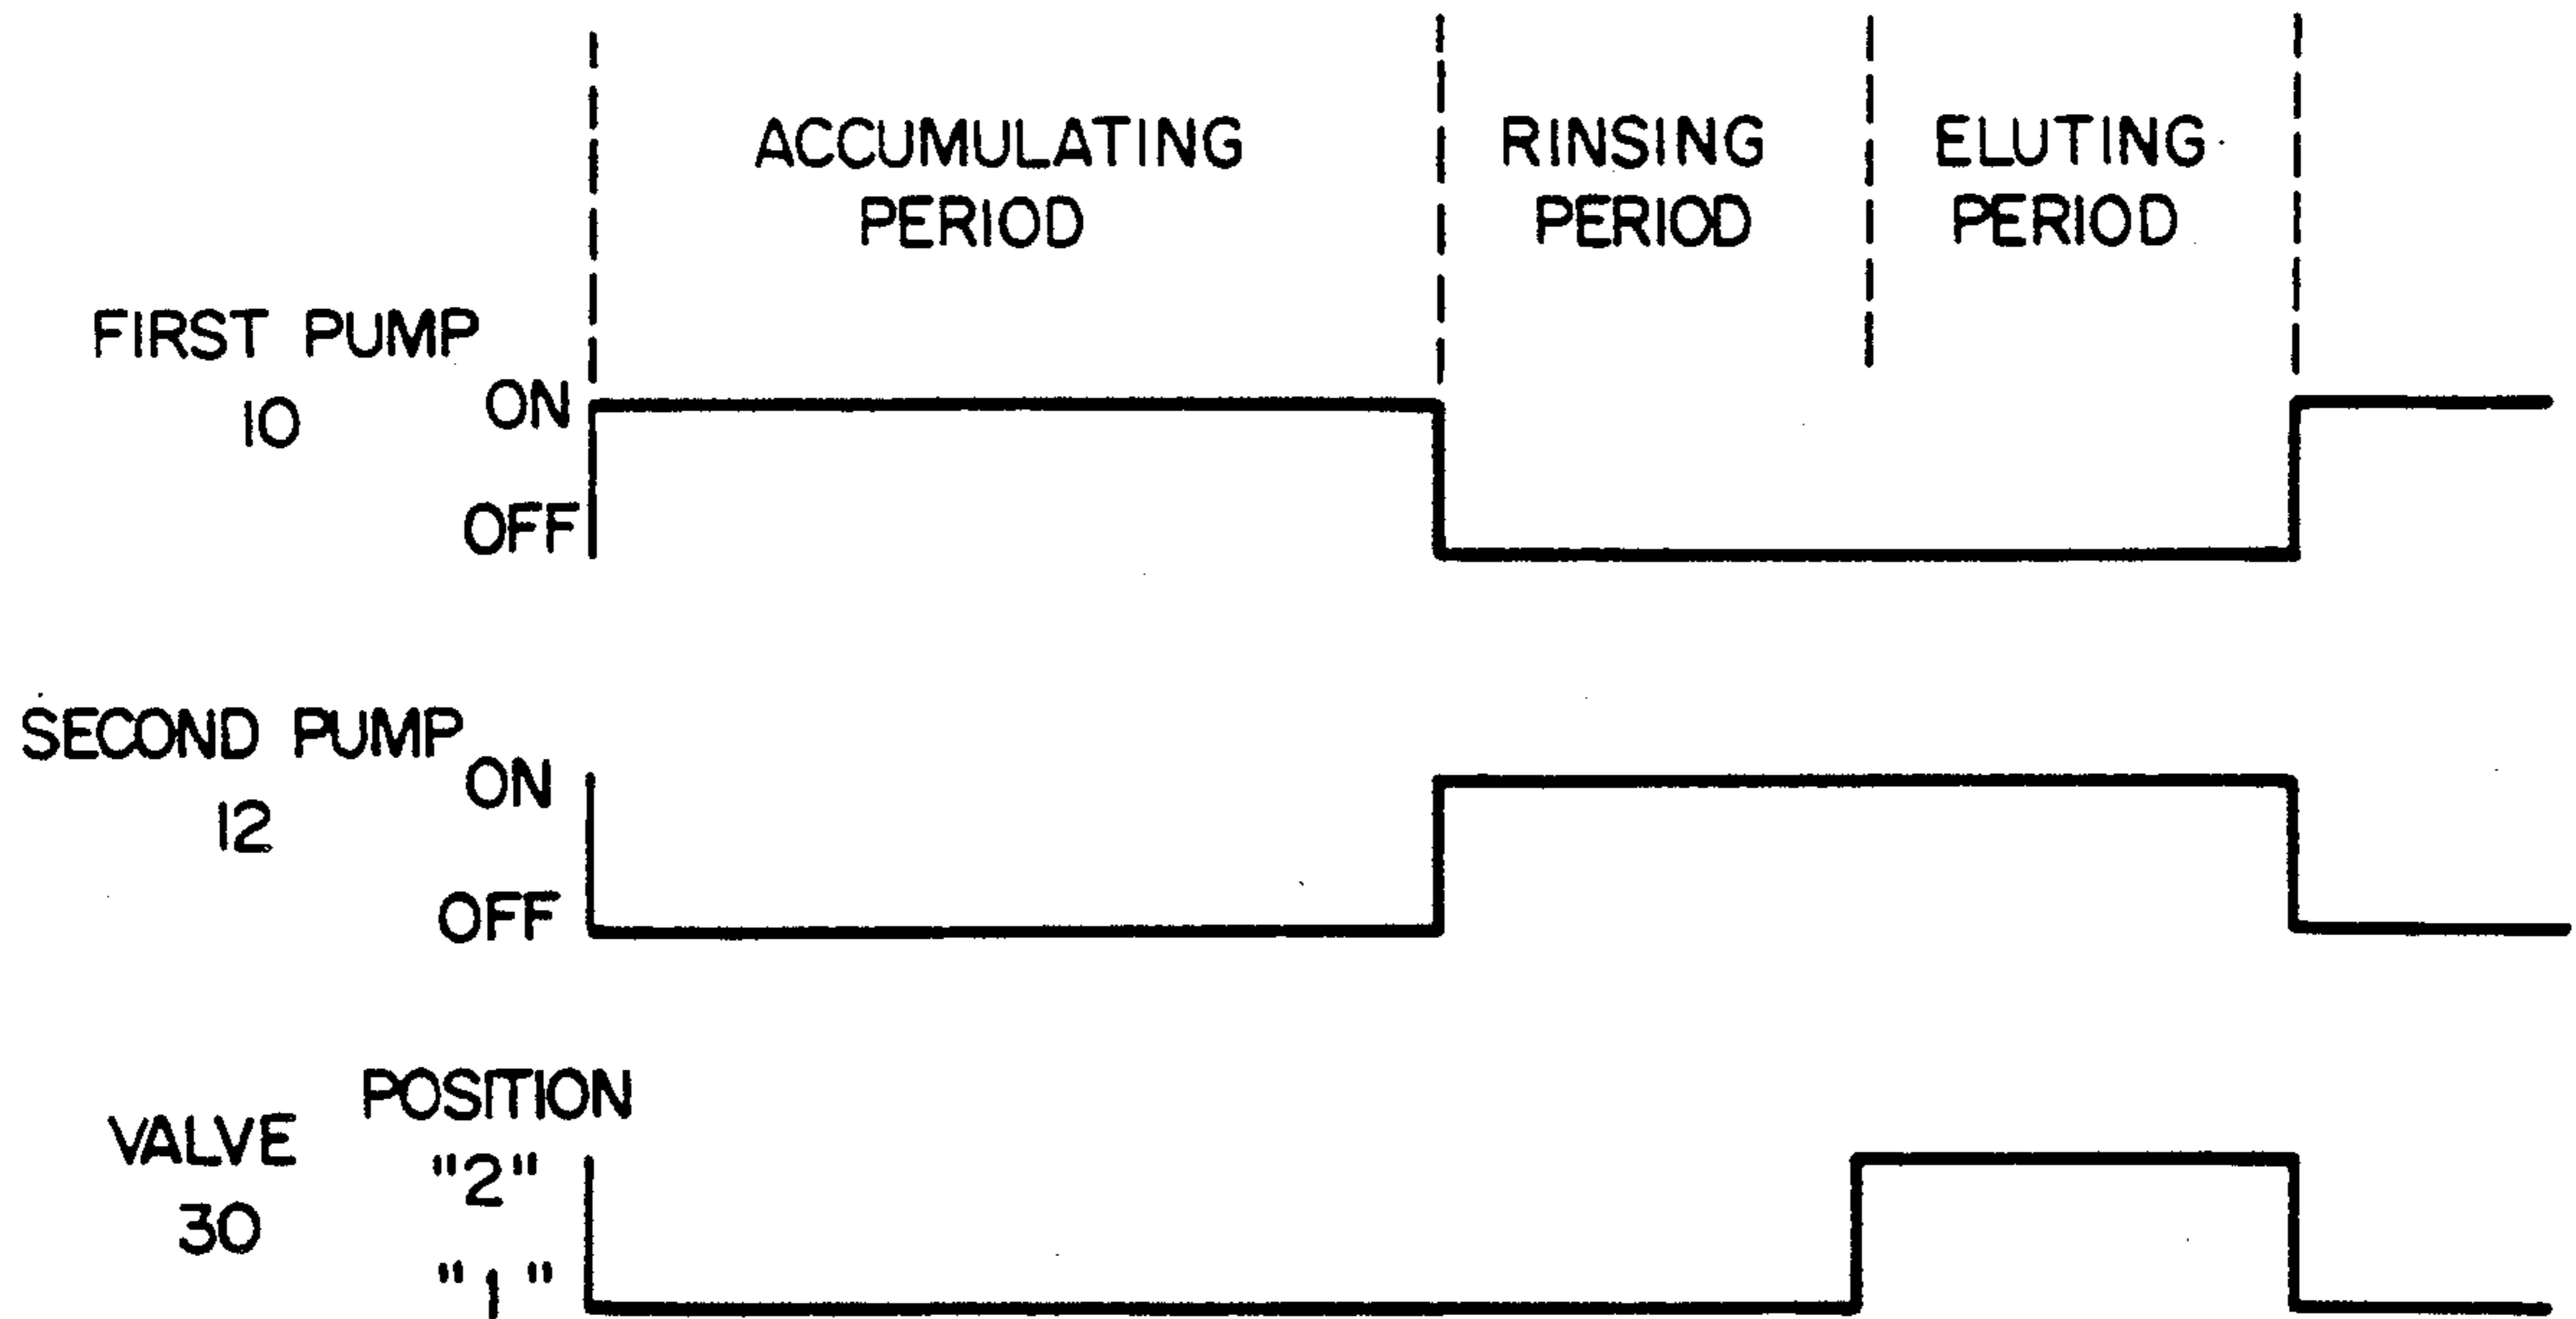 ACCUMULATING
PERIOD
RINSING
PERIOD
ELUTING
PERIOD
FIRST PUMP
10
ON
OFF
SECOND PUMP
12
ON
OFF
VALVE
30
POSITION
"2"
"1"